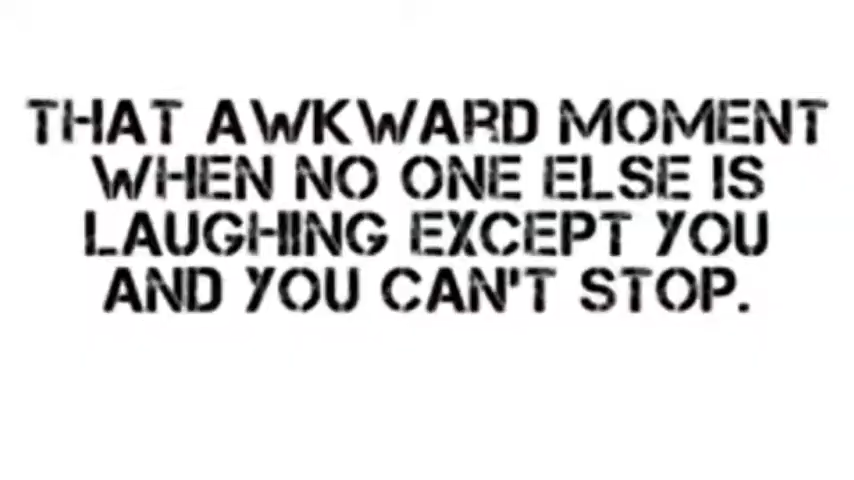 THAT AWKWARD MOMENT
WHEN NO ONE ELSE IS
LAUGHING EXCEPT YOU
AND YOU CAN'T STOP.